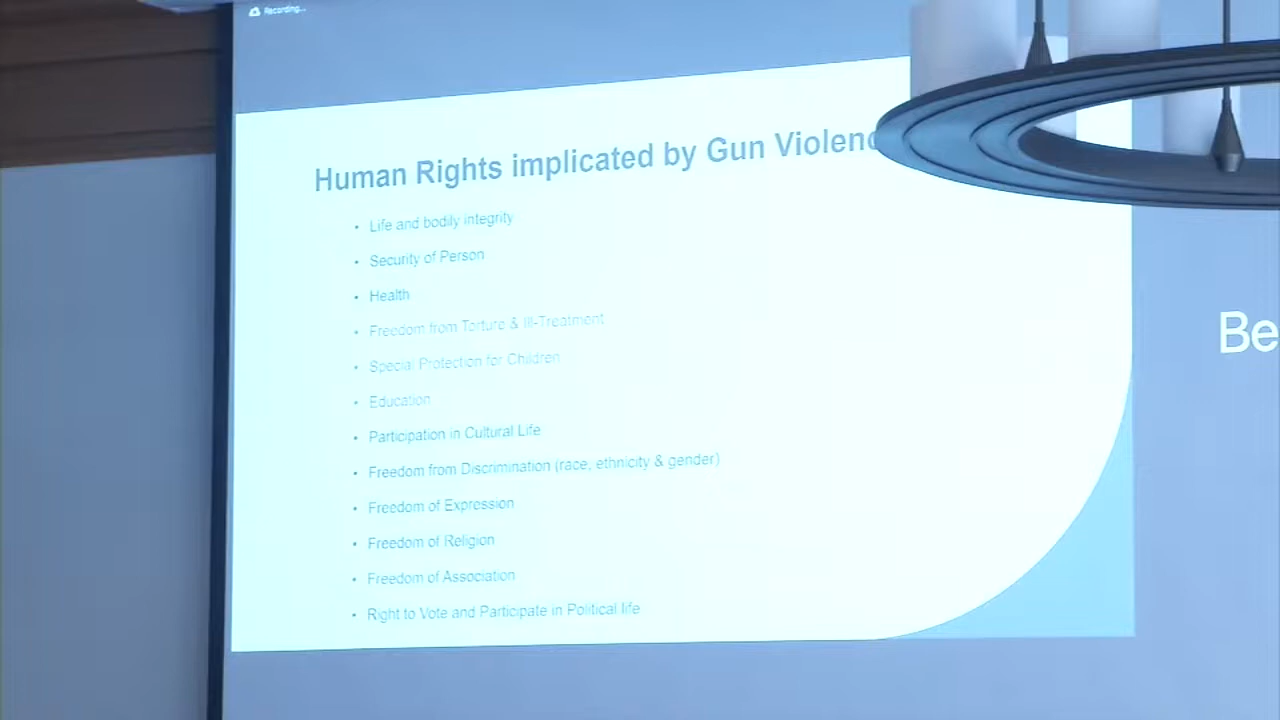 Recording...
Human Rights implicated by Gun Violenc
• Life and bodily integrity
• Security of Person
• Health
• Freedom from Torture & Ill-Treatment
• Special Protection for Children
• Education
• Participation in Cultural Life
• Freedom from Discrimination (race, ethnicity & gender)
• Freedom of Expression
• Freedom of Religion
• Freedom of Association
• Right to Vote and Participate in Political life
Be